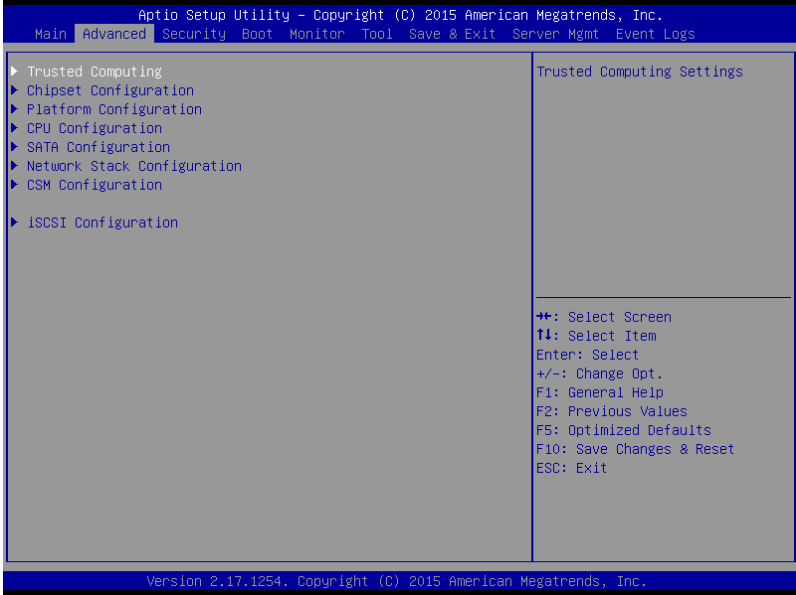 Aptio Setup Utility – Copyright (C) 2015 American Megatrends, Inc.
Main Advanced Security Boot Monitor Tool Save & Exit Server Mgmt Event Logs
Trusted Computing
Chipset Configuration
Platform Configuration
CPU Configuration
SATA Configuration
Network Stack Configuration
CSM Configuration
iSCSI Configuration
Trusted Computing Settings
→←: Select Screen
↑↓: Select Item
Enter: Select
+/-: Change Opt.
F1: General Help
F2: Previous Values
F5: Optimized Defaults
F10: Save Changes & Reset
ESC: Exit
Version 2.17.1254. Copyright (C) 2015 American Megatrends, Inc.